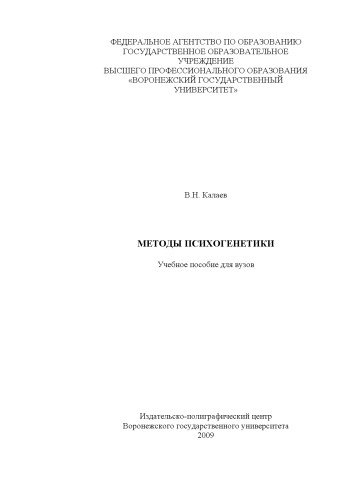 ФЕДЕРАЛЬНОЕ АГЕНТСТВО ПО ОБРАЗОВАНИЮ
ГОСУДАРСТВЕННОЕ ОБРАЗОВАТЕЛЬНОЕ
УЧРЕЖДЕНИЕ
ВЫСШЕГО ПРОФЕССИОНАЛЬНОГО ОБРАЗОВАНИЯ
«ВОРОНЕЖСКИЙ ГОСУДАРСТВЕННЫЙ
УНИВЕРСИТЕТ»
В.Н. Калаев
МЕТОДЫ ПСИХОГЕНЕТИКИ
Учебное пособие для вузов
Издательско-полиграфический центр
Воронежского государственного университета
2009